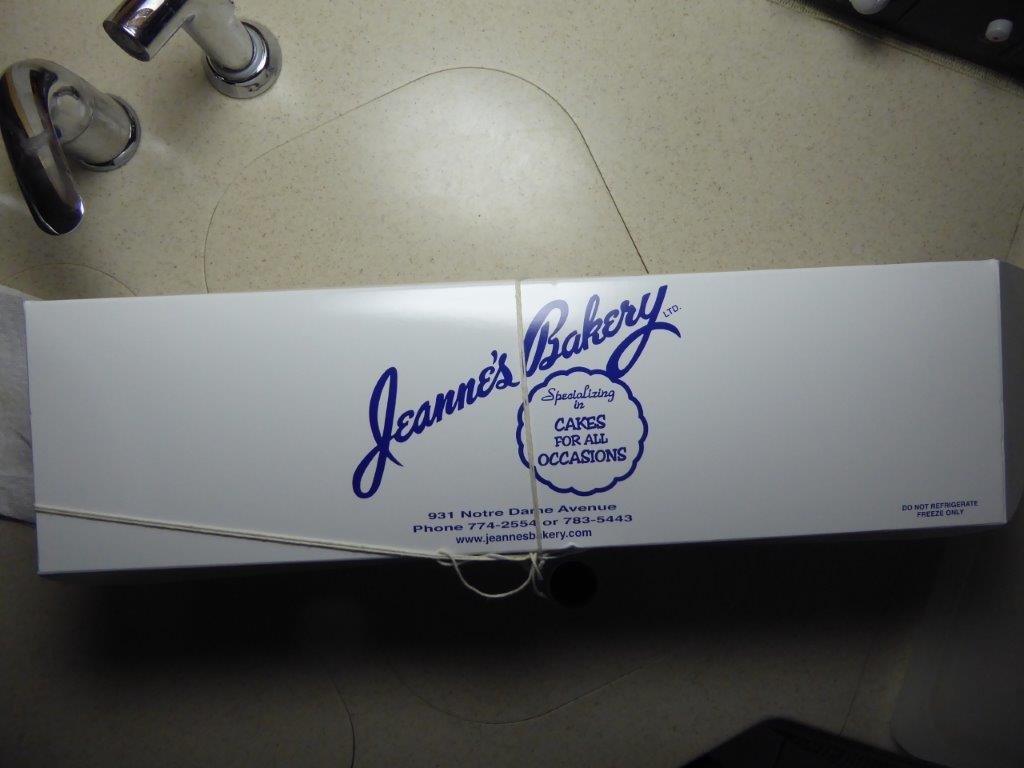 Jeanne's Bakery LTD.
Specializing
in
CAKES
FOR ALL
OCCASIONS
931 Notre Dame Avenue
Phone 774-2554 or 783-5443
www.jeannesbakery.com
DO NOT REFRIGERATE
FREEZE ONLY